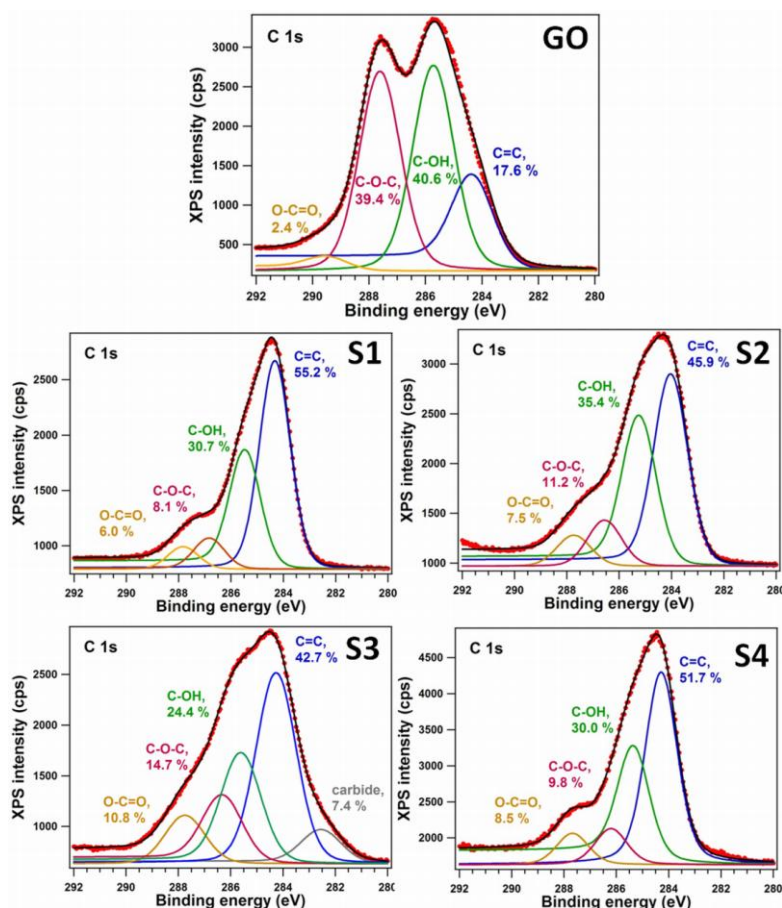 C 1s
GO
XPS intensity (cps)
3000
2500
2000
1500
1000
500
O-C=O,
2.4 %
C-O-C,
39.4 %
C-OH,
40.6 %
C=C,
17.6 %
292 290 288 286 284 282 280
Binding energy (eV)
C 1s
S1
XPS intensity (cps)
2500
2000
1500
1000
O-C=O,
6.0 %
C-O-C,
8.1 %
C-OH,
30.7 %
C=C,
55.2 %
292 290 288 286 284 282 280
Binding energy (eV)
C 1s
S2
XPS intensity (cps)
3000
2500
2000
1500
1000
O-C=O,
7.5 %
C-O-C,
11.2 %
C-OH,
35.4 %
C=C,
45.9 %
292 290 288 286 284 282 280
Binding energy (eV)
C 1s
S3
XPS intensity (cps)
2500
2000
1500
1000
O-C=O,
10.8 %
C-O-C,
14.7 %
C-OH,
24.4 %
C=C,
42.7 %
carbide,
7.4 %
292 290 288 286 284 282 280
Binding energy (eV)
C 1s
S4
XPS intensity (cps)
4500
4000
3500
3000
2500
2000
O-C=O,
8.5 %
C-O-C,
9.8 %
C-OH,
30.0 %
C=C,
51.7 %
292 290 288 286 284 282 280
Binding energy (eV)